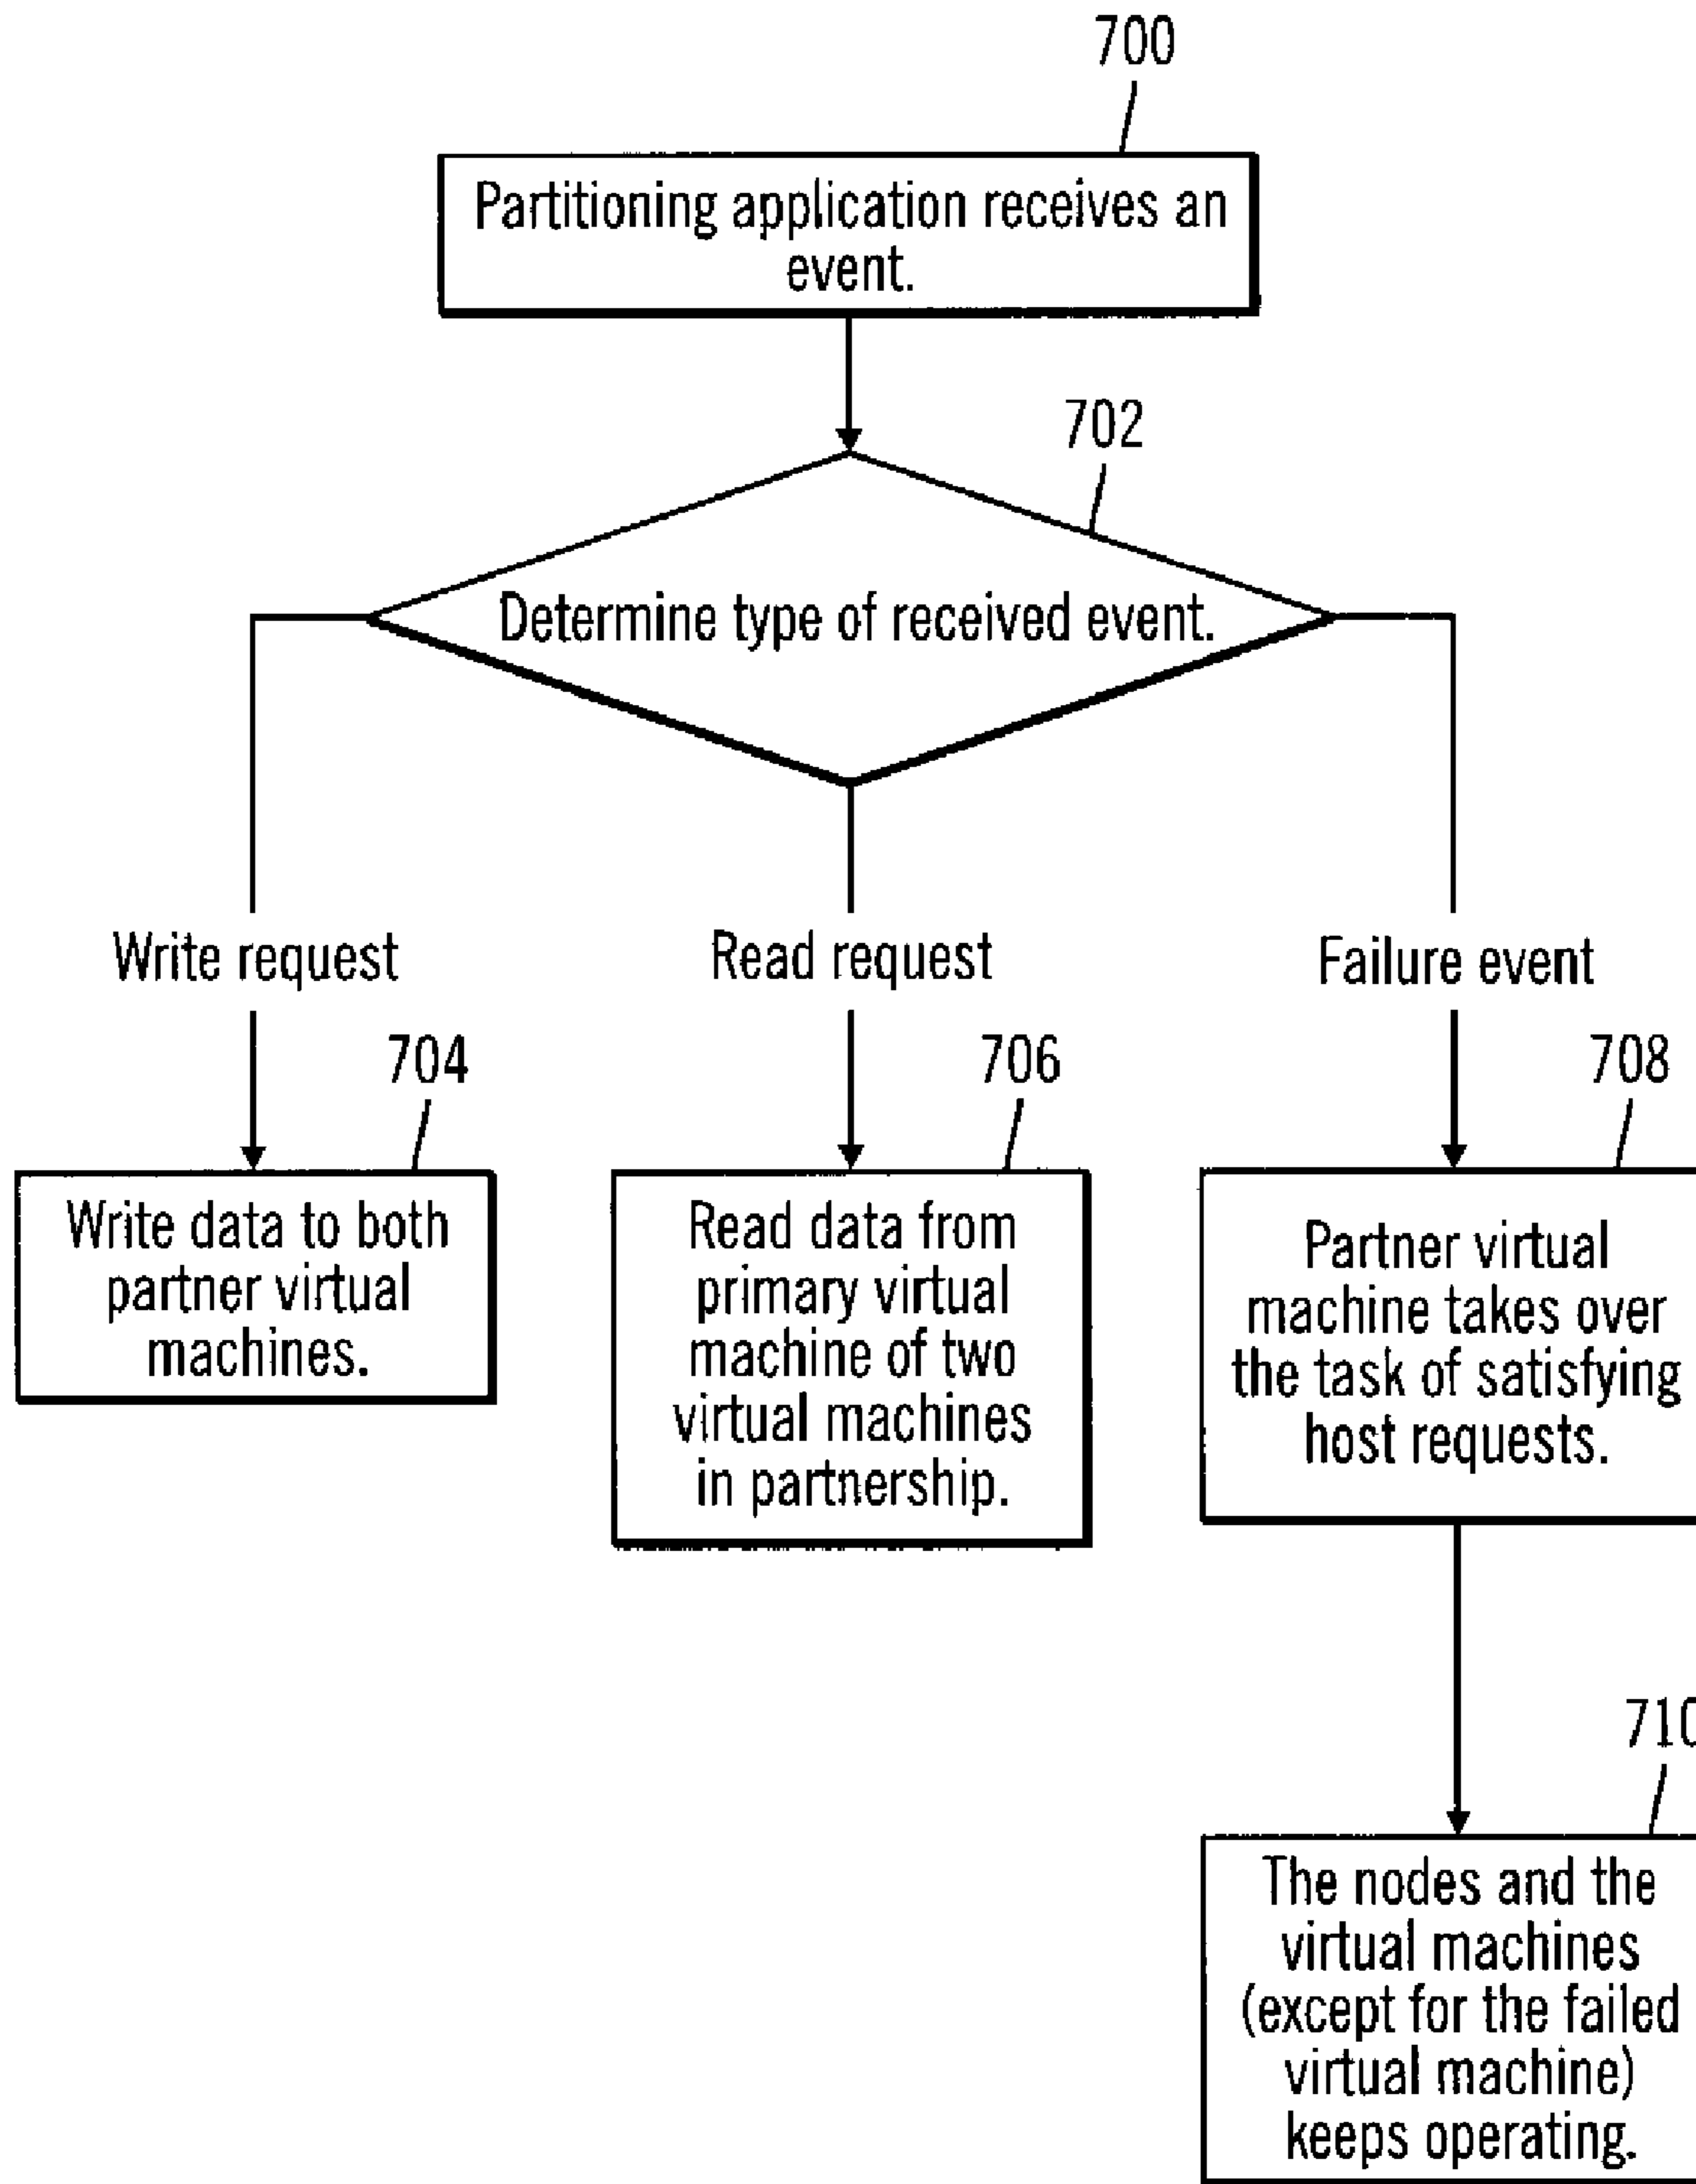 700
Partitioning application receives an
event.
702
Determine type of received event.
Write request
Read request
Failure event
704
706
708
Write data to both
partner virtual
machines.
Read data from
primary virtual
machine of two
virtual machines
in partnership.
Partner virtual
machine takes over
the task of satisfying
host requests.
710
The nodes and the
virtual machines
(except for the failed
virtual machine)
keeps operating.